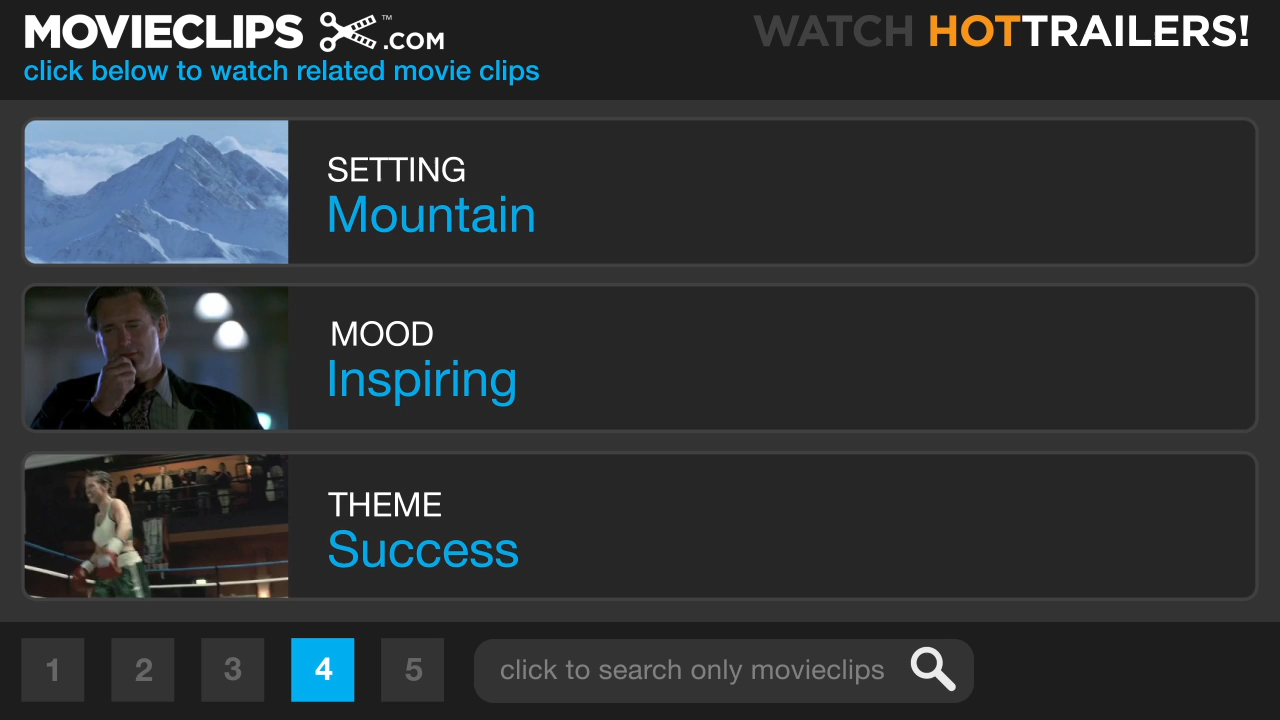 MOVIECLIPS ™ .COM
WATCH HOTTRAILERS!
click below to watch related movie clips
SETTING
Mountain
MOOD
Inspiring
THEME
Success
1 2 3 4 5 click to search only movieclips